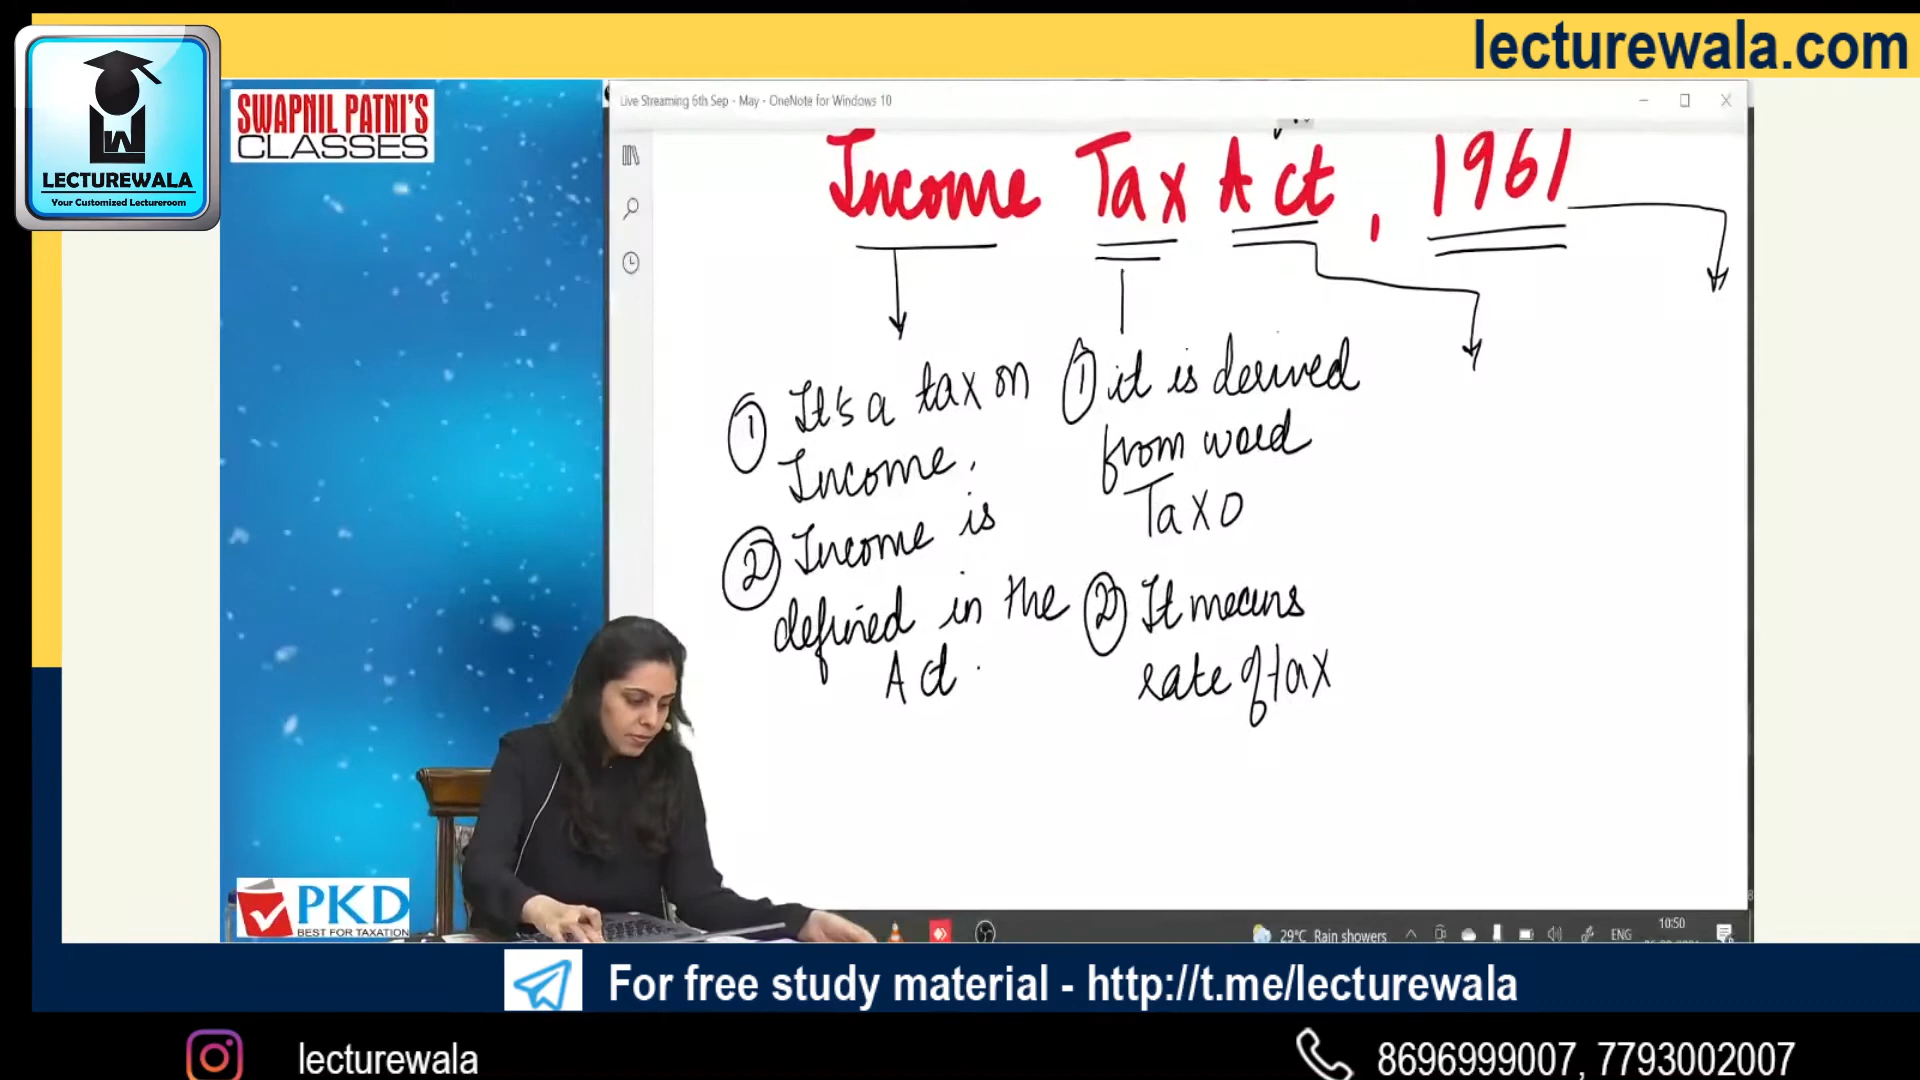 lecturewala.com
LECTUREWALA
Your Customized Lectureroom
LW
SWAPNIL PATNI'S
CLASSES
Live Streaming 6th Sep - May - OneNote for Windows 10
Income Tax Act, 1961
① It's a tax on
Income.
② Income is
defined in the
Act.
① it is derived
from word
Taxo
② It means
rate of tax
PKD
BEST FOR TAXATION
29°C Rain showers
ENG
10:50
For free study material - http://t.me/lecturewala
lecturewala
8696999007, 7793002007